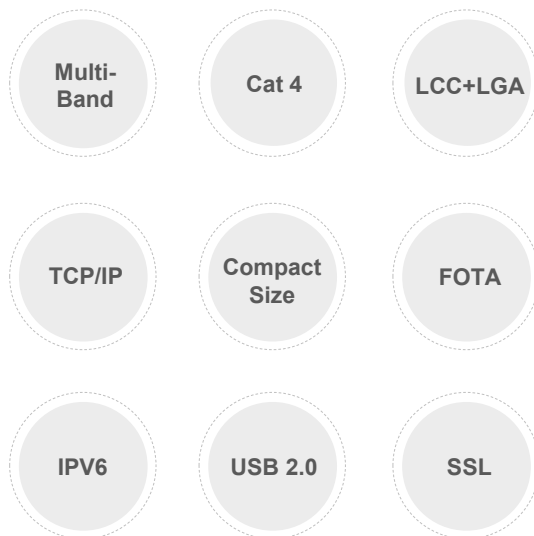 Multi-
Band
Cat 4
LCC+LGA
TCP/IP
Compact
Size
FOTA
IPV6
USB 2.0
SSL